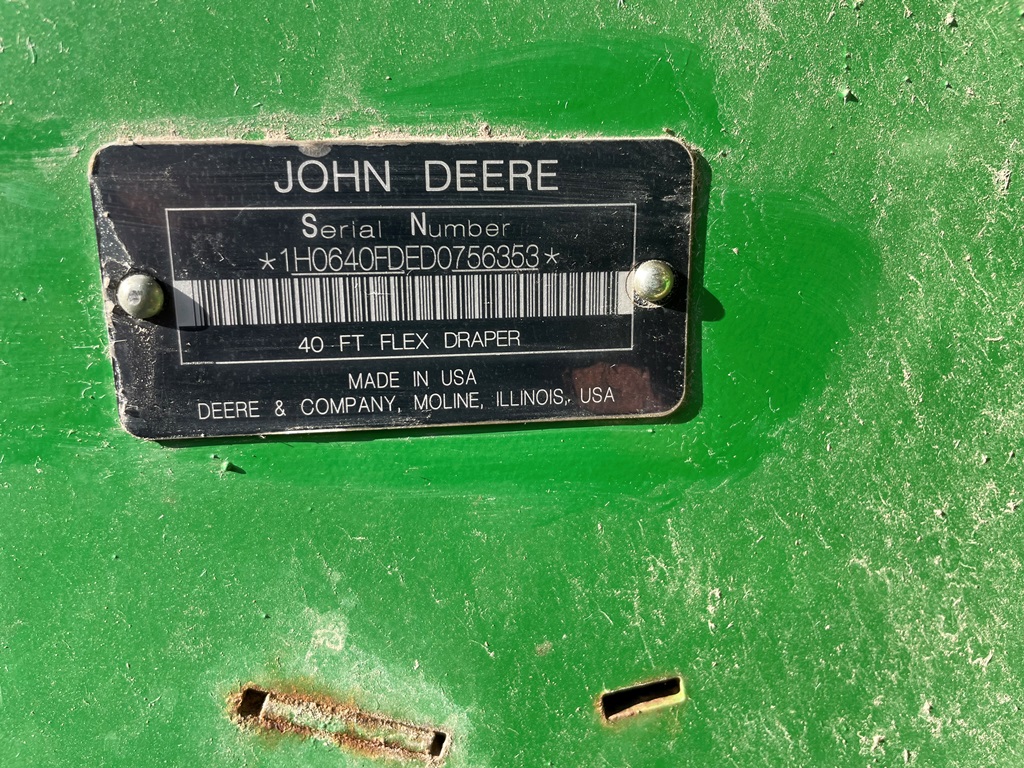 JOHN DEERE
Serial Number
*1H0640FDED0756353*
40 FT FLEX DRAPER
MADE IN USA
DEERE & COMPANY, MOLINE, ILLINOIS, USA